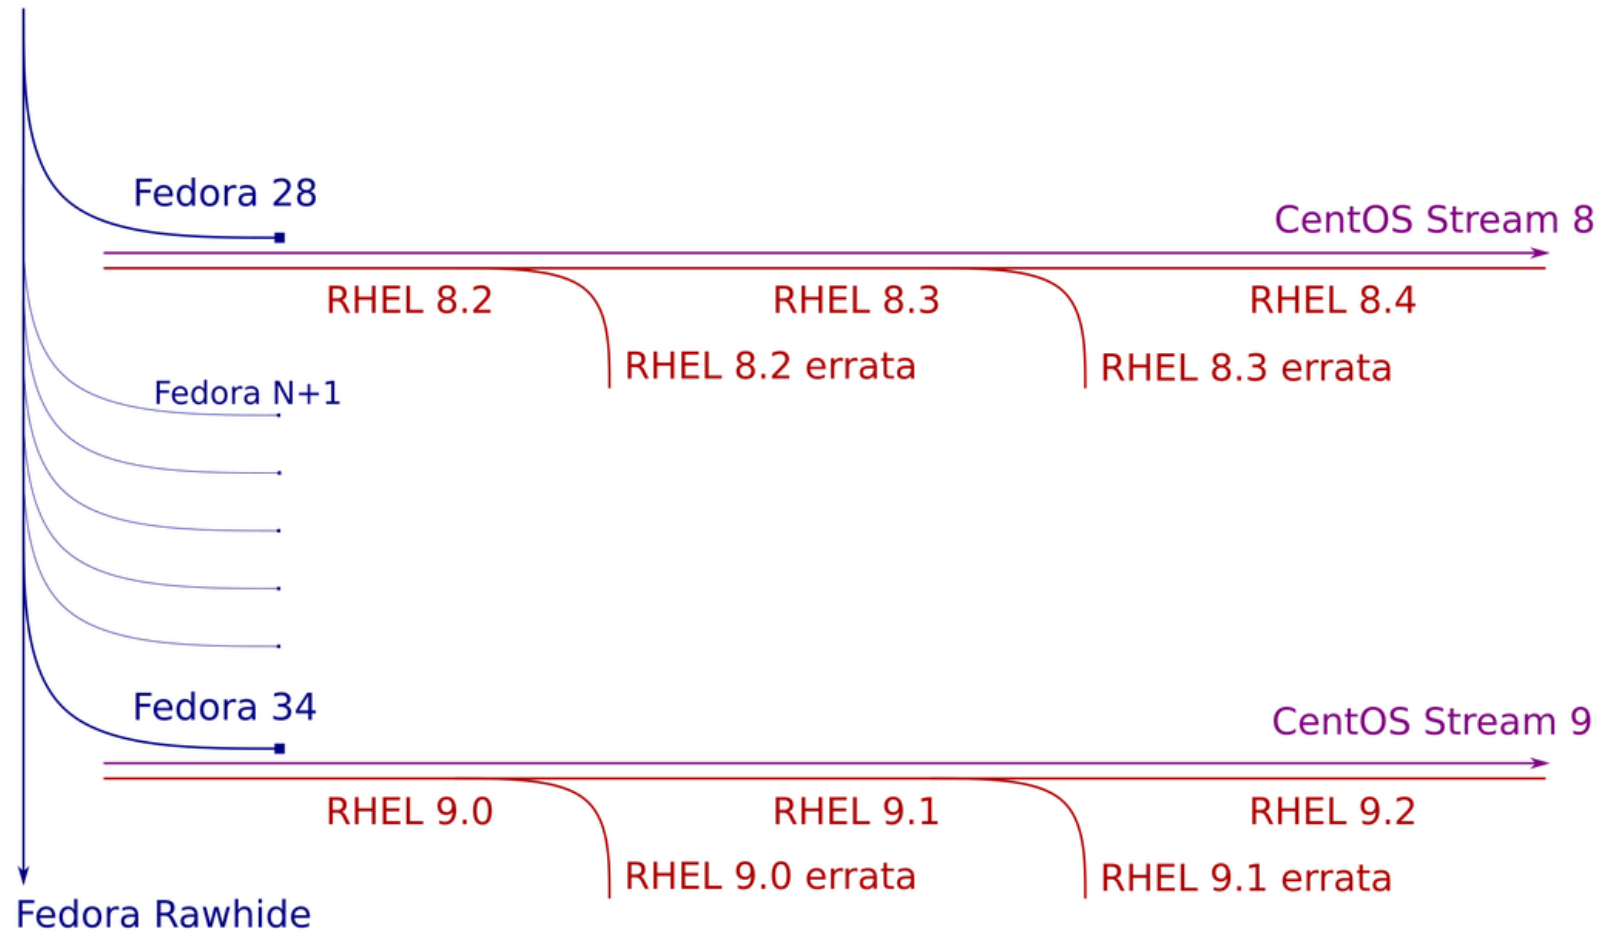 Fedora 28
CentOS Stream 8
RHEL 8.2
RHEL 8.3
RHEL 8.4
RHEL 8.2 errata
RHEL 8.3 errata
Fedora N+1
Fedora 34
CentOS Stream 9
RHEL 9.0
RHEL 9.1
RHEL 9.2
RHEL 9.0 errata
RHEL 9.1 errata
Fedora Rawhide